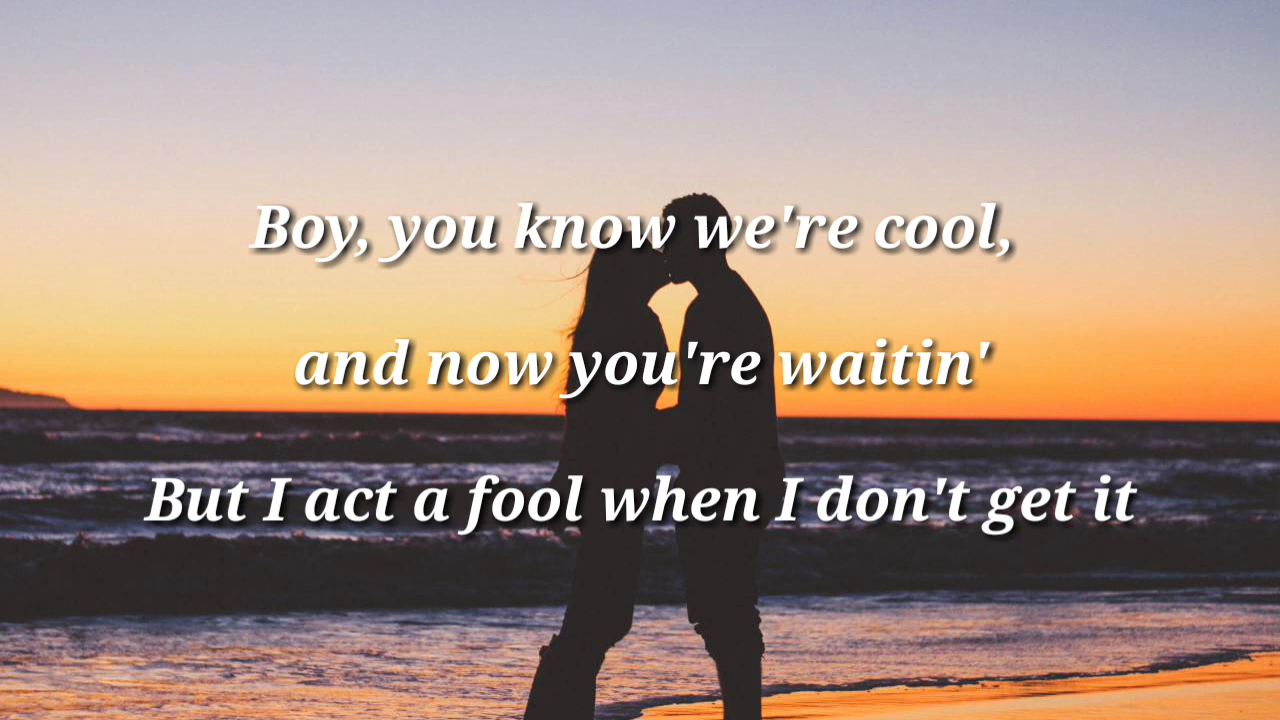 Boy, you know we're cool,
and now you're waitin'
But I act a fool when I don't get it